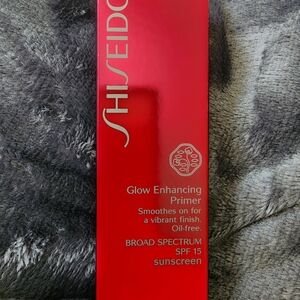 SHISEIDO
Glow Enhancing
Primer
Smoothes on for
a vibrant finish.
Oil-free.
BROAD SPECTRUM
SPF 15
sunscreen